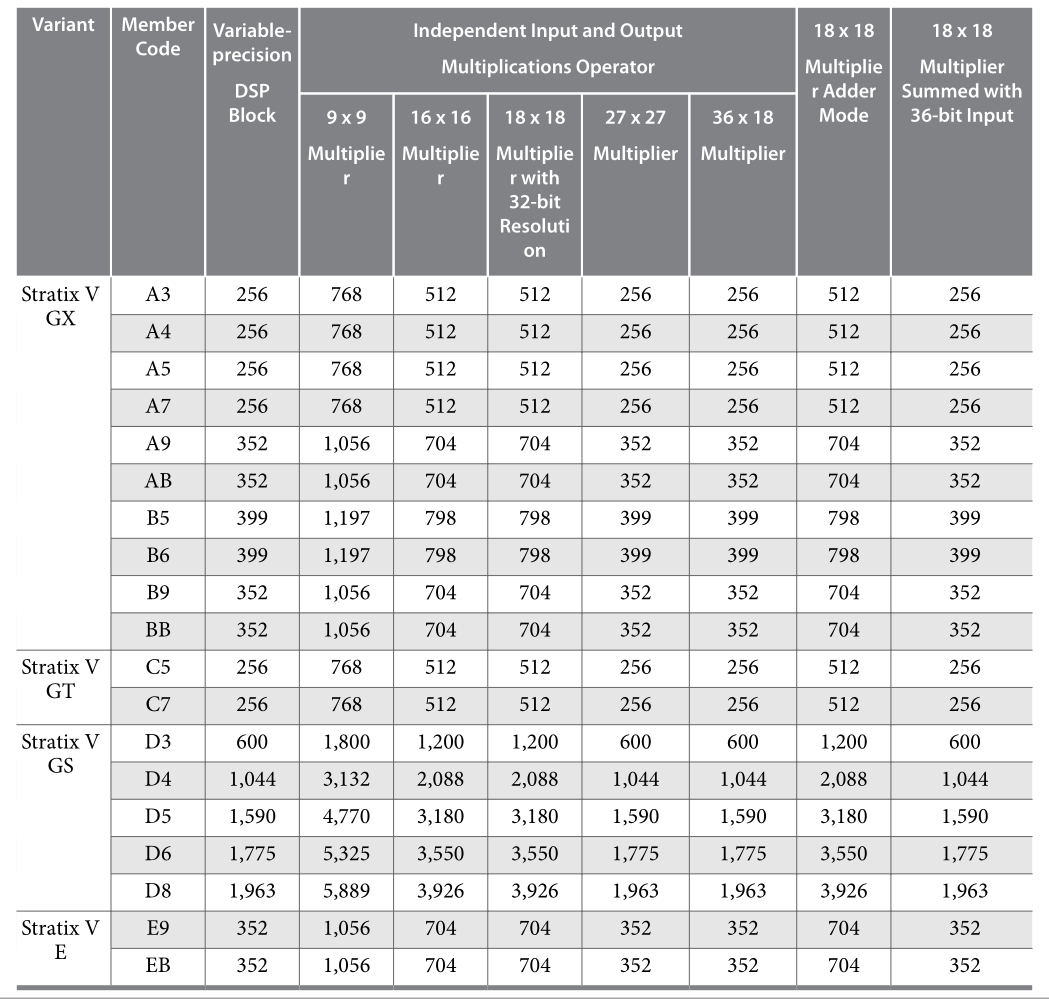 Variant Member Code Variable-precision DSP Block Independent Input and Output Multiplications Operator 18 x 18 Multiplier Adder Mode 18 x 18 Multiplier Summed with 36-bit Input
9 x 9 Multiplier 16 x 16 Multiplier 18 x 18 Multiplier with 32-bit Resolution 27 x 27 Multiplier 36 x 18 Multiplier
Stratix V GX A3 256 768 512 512 256 256 512 256
A4 256 768 512 512 256 256 512 256
A5 256 768 512 512 256 256 512 256
A7 256 768 512 512 256 256 512 256
A9 352 1,056 704 704 352 352 704 352
AB 352 1,056 704 704 352 352 704 352
B5 399 1,197 798 798 399 399 798 399
B6 399 1,197 798 798 399 399 798 399
B9 352 1,056 704 704 352 352 704 352
BB 352 1,056 704 704 352 352 704 352
Stratix V GT C5 256 768 512 512 256 256 512 256
C7 256 768 512 512 256 256 512 256
Stratix V GS D3 600 1,800 1,200 1,200 600 600 1,200 600
D4 1,044 3,132 2,088 2,088 1,044 1,044 2,088 1,044
D5 1,590 4,770 3,180 3,180 1,590 1,590 3,180 1,590
D6 1,775 5,325 3,550 3,550 1,775 1,775 3,550 1,775
D8 1,963 5,889 3,926 3,926 1,963 1,963 3,926 1,963
Stratix V E E9 352 1,056 704 704 352 352 704 352
EB 352 1,056 704 704 352 352 704 352